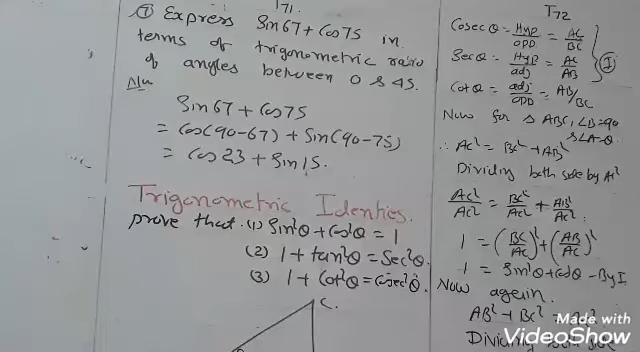 T71.
⑦ Express Sin67+Cos75 in
terms of trigonometric ratio
of angles between 0 & 45.
Sin67 + Cos75
= Cos(90-67) + Sin(90-75)
= Cos23 + Sin15.
Trigonometric Identies.
prove that: (1) Sin²θ + Cos²θ = 1
(2) 1 + tan²θ = Sec²θ.
(3) 1 + Cot²θ = Cosec²θ.
C.
T72
Cosecθ = Hyp/OPP = AC/BC
Secθ = Hyp/adj = AC/AB
Cotθ = adj/OPP = AB/BC
I
Now for Δ ABC, ∠B=90
& ∠A=θ
∴ AC² = BC² + AB²
Dividing both side by AC²
AC²/AC² = BC²/AC² + AB²/AC²
1 = (BC/AC)² + (AB/AC)²
1 = Sin²θ + Cos²θ - By I
Now again.
AB² + BC² = AC²
Dividing both side
Made with
VideoShow